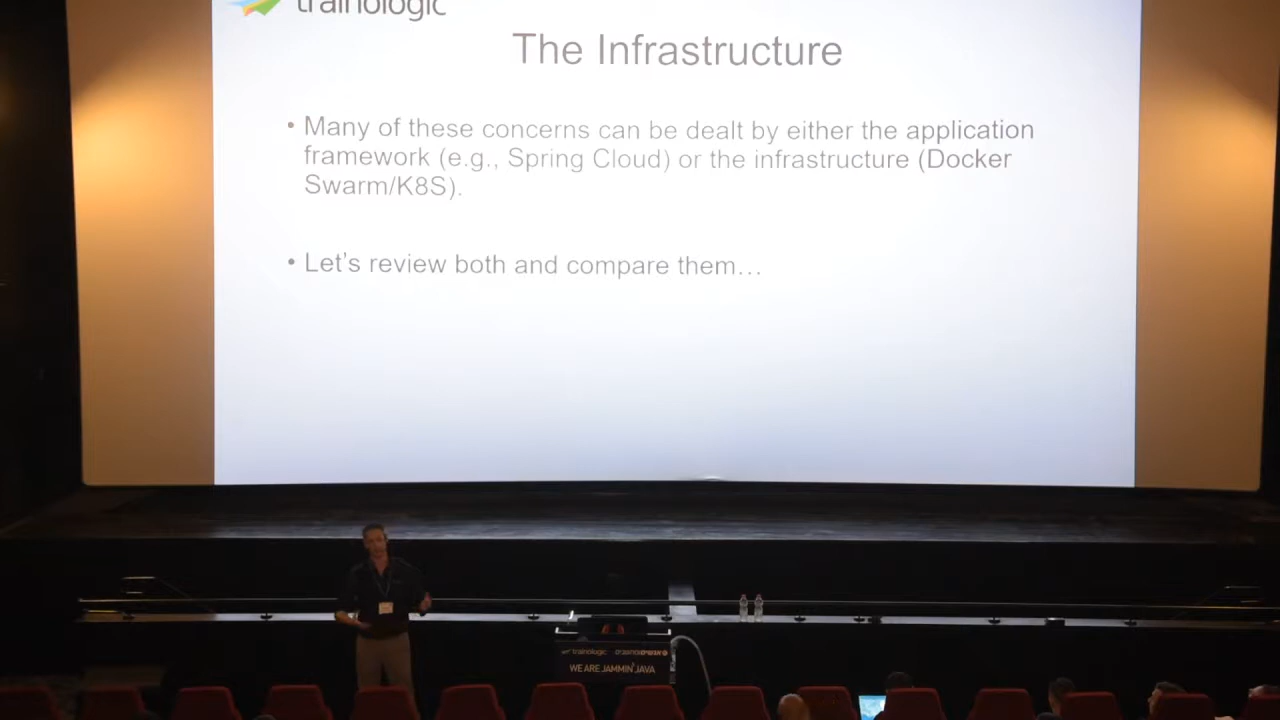 trainologic
The Infrastructure
• Many of these concerns can be dealt by either the application
framework (e.g., Spring Cloud) or the infrastructure (Docker
Swarm/K8S).
• Let's review both and compare them…
trainologic
WE ARE JAMMIN' JAVA